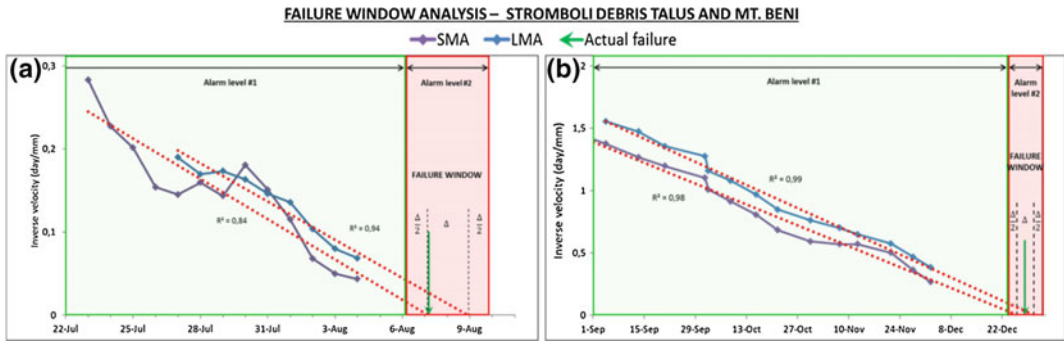 FAILURE WINDOW ANALYSIS – STROMBOLI DEBRIS TALUS AND MT. BENI
SMA LMA Actual failure
(a)
Alarm level #1
Alarm level #2
FAILURE WINDOW
Inverse velocity (day/mm)
0,3
0,2
0,1
0
R² = 0,84
R² = 0,94
Δ/2
Δ
Δ/2
22-Jul 25-Jul 28-Jul 31-Jul 3-Aug 6-Aug 9-Aug
(b)
Alarm level #1
Alarm level #2
FAILURE
WINDOW
Inverse velocity (day/mm)
2
1,5
1
0,5
0
R² = 0,99
R² = 0,98
Δ/2
Δ
Δ/2
1-Sep 15-Sep 29-Sep 13-Oct 27-Oct 10-Nov 24-Nov 8-Dec 22-Dec